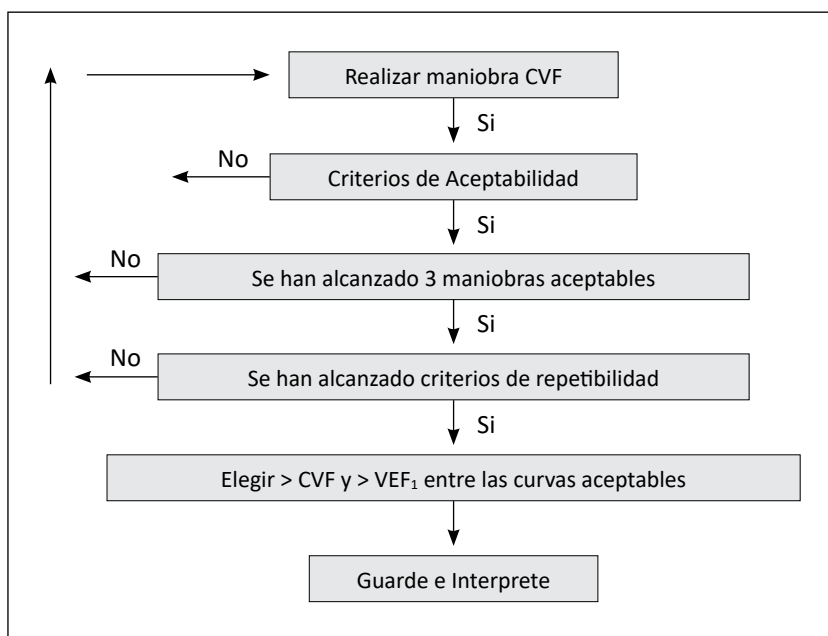 Realizar maniobra CVF
Si
No
Criterios de Aceptabilidad
Si
No
Se han alcanzado 3 maniobras aceptables
Si
No
Se han alcanzado criterios de repetibilidad
Si
Elegir > CVF y > VEF₁ entre las curvas aceptables
Guarde e Interprete